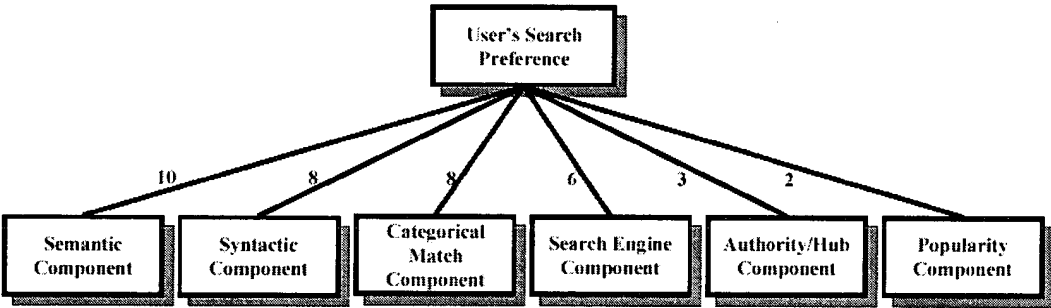 User's Search
Preference
10
8
8
6
3
2
Semantic
Component
Syntactic
Component
Categorical
Match
Component
Search Engine
Component
Authority/Hub
Component
Popularity
Component